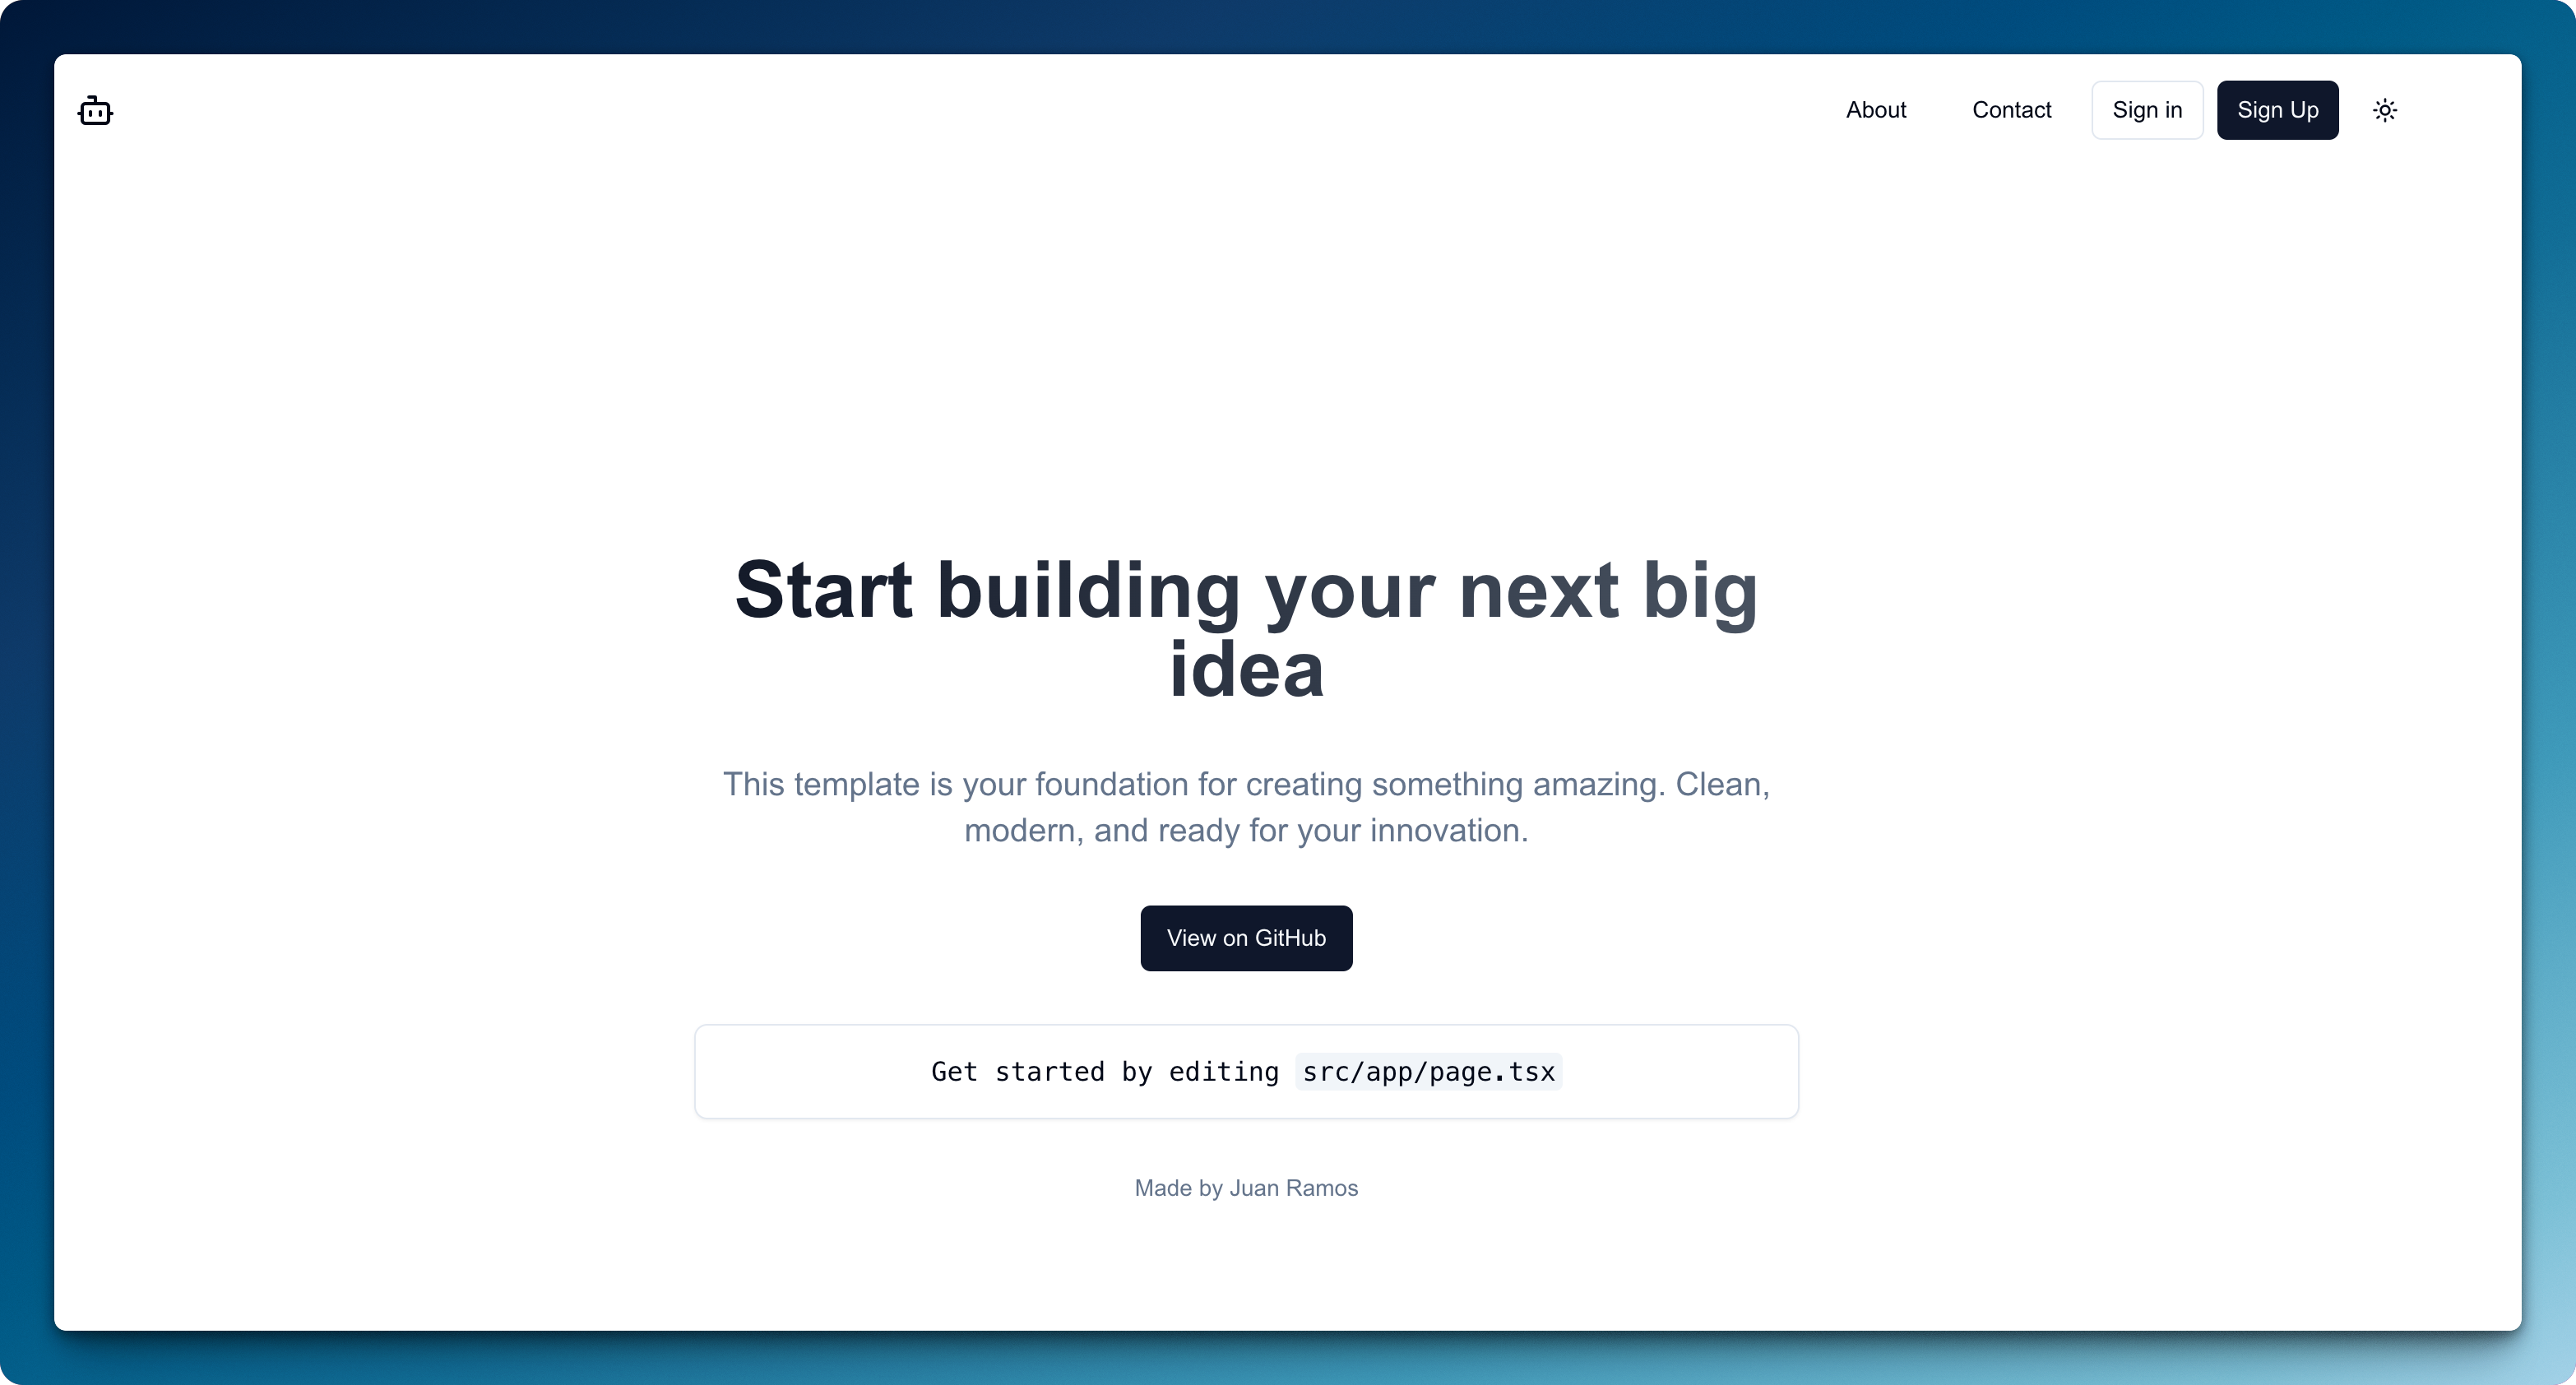 About Contact Sign in Sign Up
Start building your next big
idea
This template is your foundation for creating something amazing. Clean,
modern, and ready for your innovation.
View on GitHub
Get started by editing src/app/page.tsx
Made by Juan Ramos